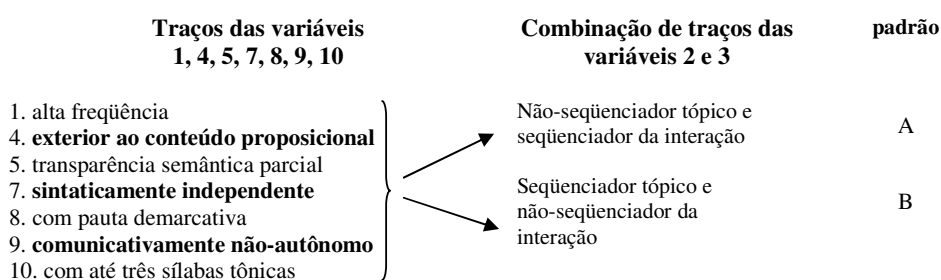 Traços das variáveis
1, 4, 5, 7, 8, 9, 10
Combinação de traços das
variáveis 2 e 3
padrão
1. alta freqüência
4. exterior ao conteúdo proposicional
5. transparência semântica parcial
7. sintaticamente independente
8. com pauta demarcativa
9. comunicativamente não-autônomo
10. com até três sílabas tônicas
Não-seqüenciador tópico e
seqüenciador da interação
A
Seqüenciador tópico e
não-seqüenciador da
interação
B